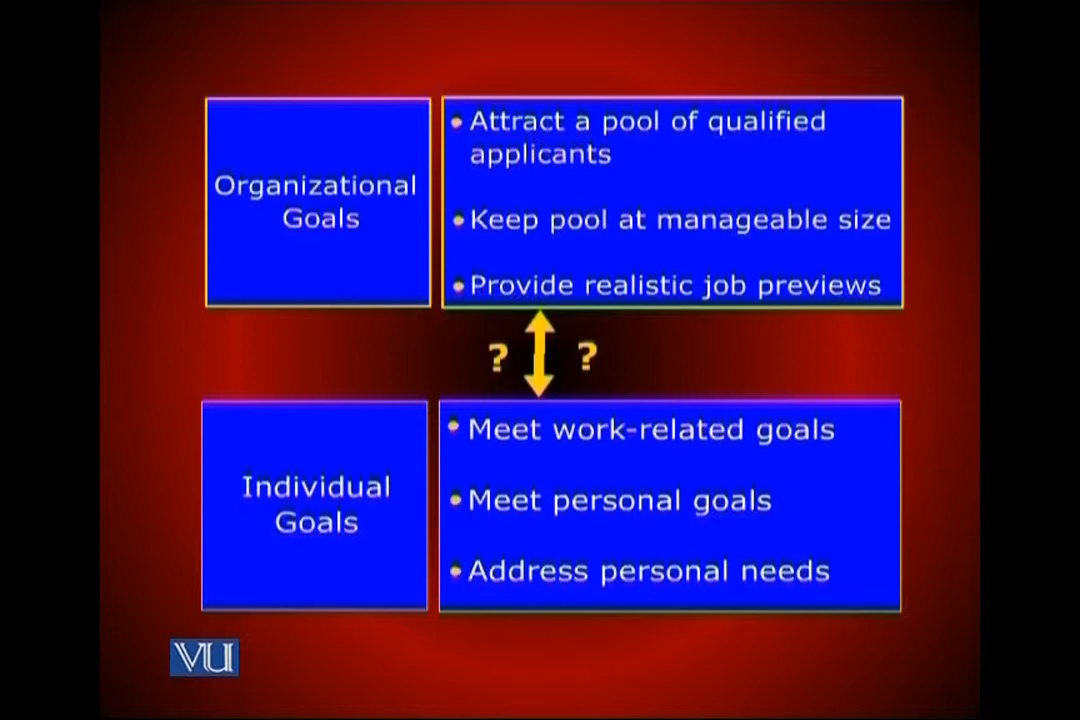 Organizational
Goals
• Attract a pool of qualified
applicants
• Keep pool at manageable size
• Provide realistic job previews
? ?
Individual
Goals
• Meet work-related goals
• Meet personal goals
• Address personal needs
VU